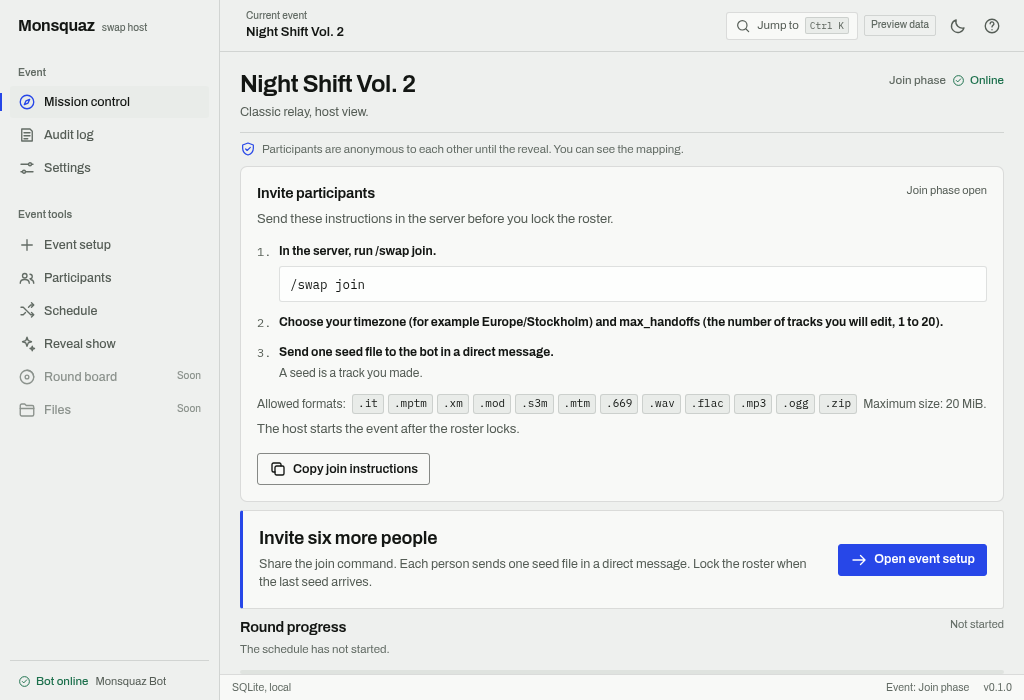 Monsquaz swap host
Event
Mission control
Audit log
Settings
Event tools
Event setup
Participants
Schedule
Reveal show
Round board Soon
Files Soon
Bot online Monsquaz Bot
Current event
Night Shift Vol. 2
Jump to Ctrl K
Preview data
Night Shift Vol. 2
Join phase Online
Classic relay, host view.
Participants are anonymous to each other until the reveal. You can see the mapping.
Invite participants
Join phase open
Send these instructions in the server before you lock the roster.
1. In the server, run /swap join.
/swap join
2. Choose your timezone (for example Europe/Stockholm) and max_handoffs (the number of tracks you will edit, 1 to 20).
3. Send one seed file to the bot in a direct message.
A seed is a track you made.
Allowed formats: .it .mptm .xm .mod .s3m .mtm .669 .wav .flac .mp3 .ogg .zip Maximum size: 20 MiB.
The host starts the event after the roster locks.
Copy join instructions
Invite six more people
Share the join command. Each person sends one seed file in a direct message. Lock the roster when
the last seed arrives.
Open event setup
Round progress
Not started
The schedule has not started.
SQLite, local
Event: Join phase v0.1.0